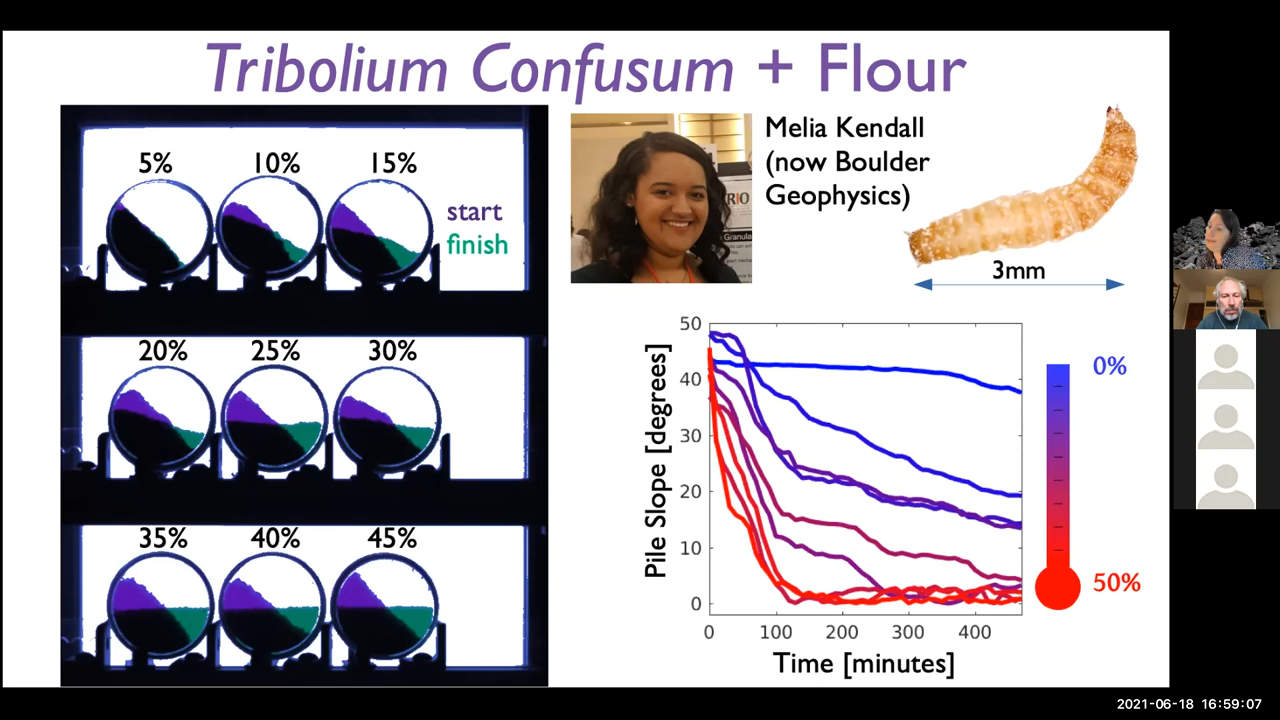 Tribolium Confusum + Flour
5% 10% 15%
start
finish
20% 25% 30%
35% 40% 45%
Melia Kendall
(now Boulder
Geophysics)
3mm
RIO
Granula
Pile Slope [degrees]
50
40
30
20
10
0
0 100 200 300 400
Time [minutes]
0%
50%
2021-06-18 16:59:07